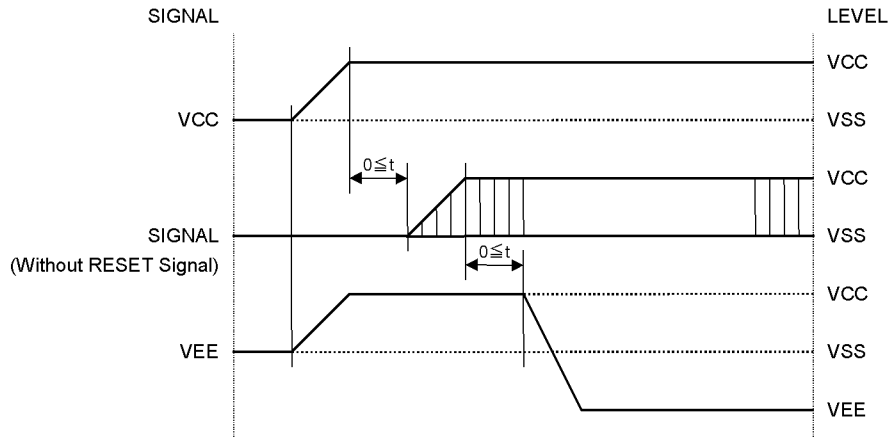 SIGNAL LEVEL
VCC
VCC VSS
0≦t
VCC
SIGNAL VSS
(Without RESET Signal)
0≦t
VCC
VEE VSS
VEE